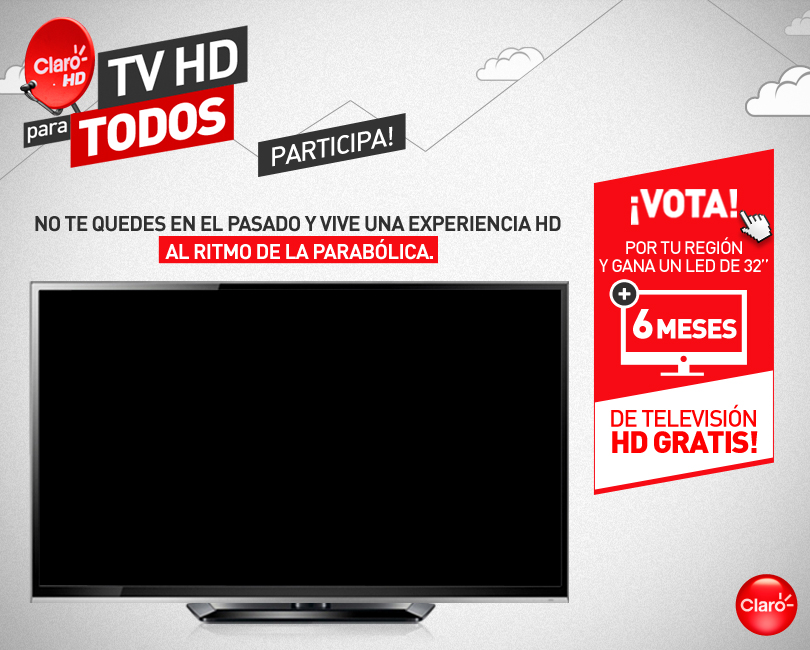 Claro HD
TV HD
para TODOS
PARTICIPA!
NO TE QUEDES EN EL PASADO Y VIVE UNA EXPERIENCIA HD
AL RITMO DE LA PARABÓLICA.
¡VOTA!
POR TU REGIÓN
Y GANA UN LED DE 32’’
+
6 MESES
DE TELEVISIÓN
HD GRATIS!
Claro